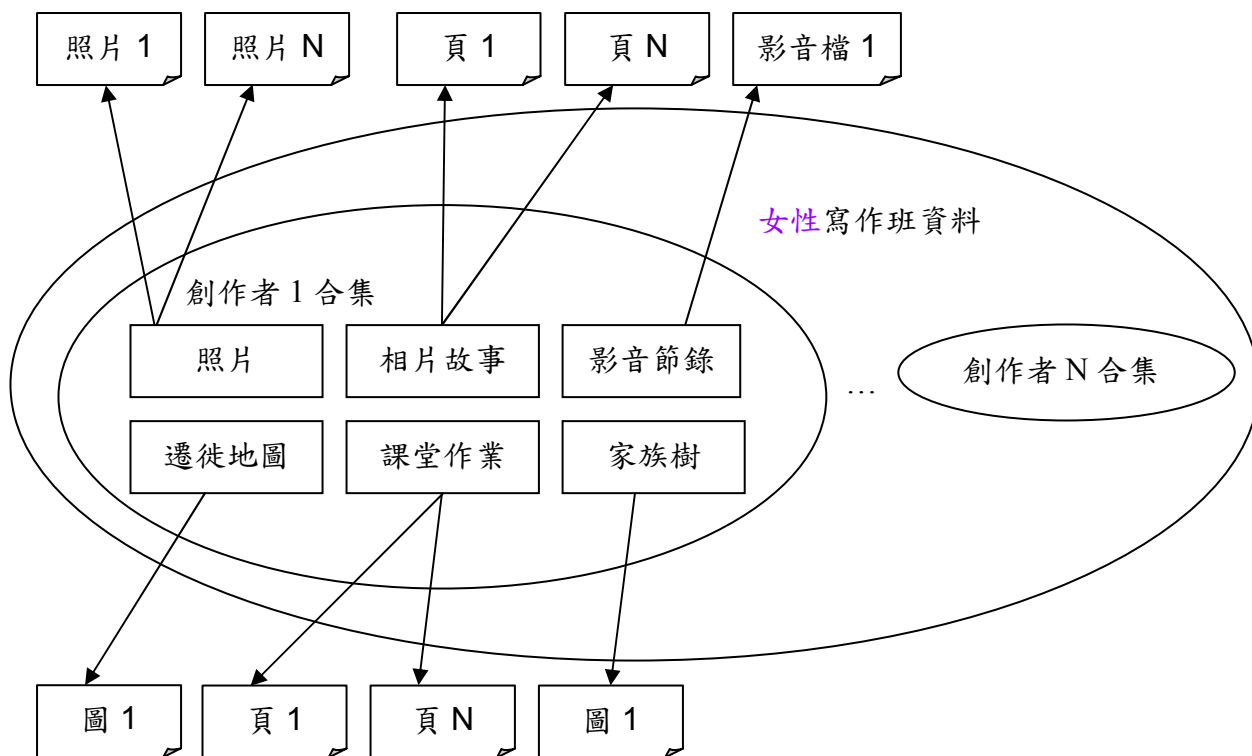 照片 1
照片 N
頁 1
頁 N
影音檔 1
女性寫作班資料
創作者 1 合集
照片
相片故事
影音節錄
…
創作者 N 合集
遷徙地圖
課堂作業
家族樹
圖 1
頁 1
頁 N
圖 1